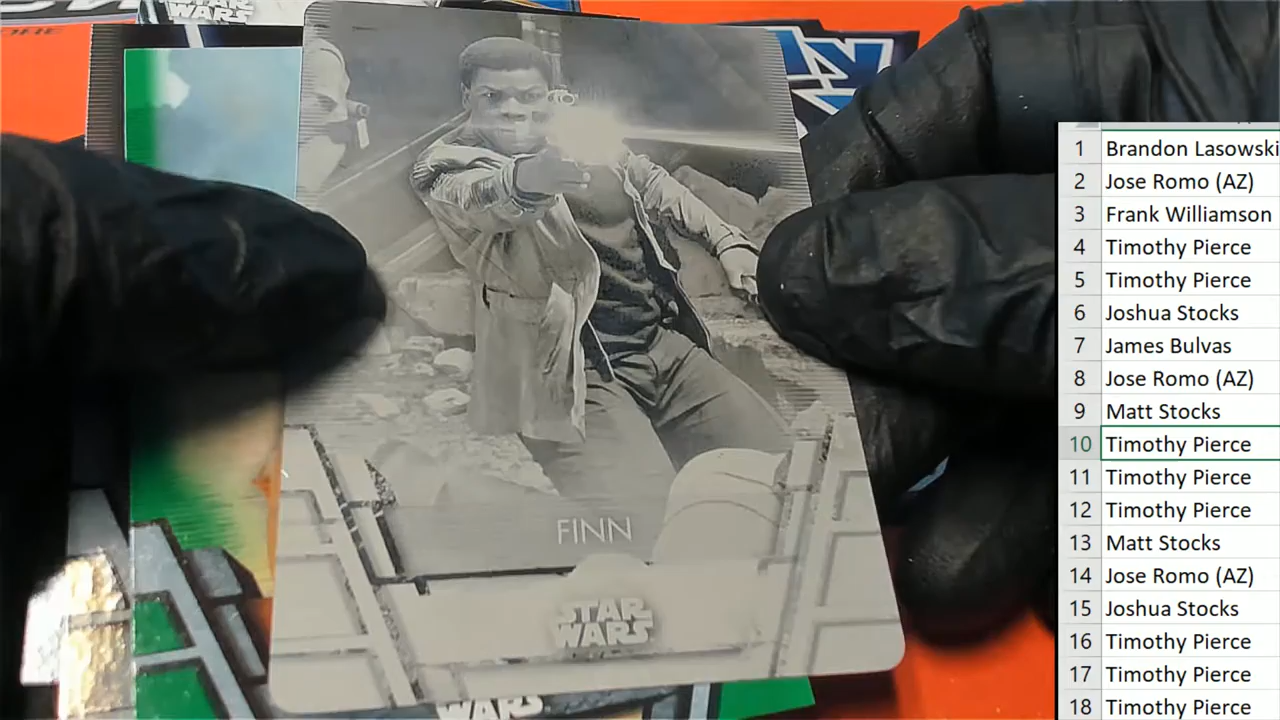 STAR
WARS
FINN
STAR
WARS
WARS
1 Brandon Lasowski
2 Jose Romo (AZ)
3 Frank Williamson
4 Timothy Pierce
5 Timothy Pierce
6 Joshua Stocks
7 James Bulvas
8 Jose Romo (AZ)
9 Matt Stocks
10 Timothy Pierce
11 Timothy Pierce
12 Timothy Pierce
13 Matt Stocks
14 Jose Romo (AZ)
15 Joshua Stocks
16 Timothy Pierce
17 Timothy Pierce
18 Timothy Pierce